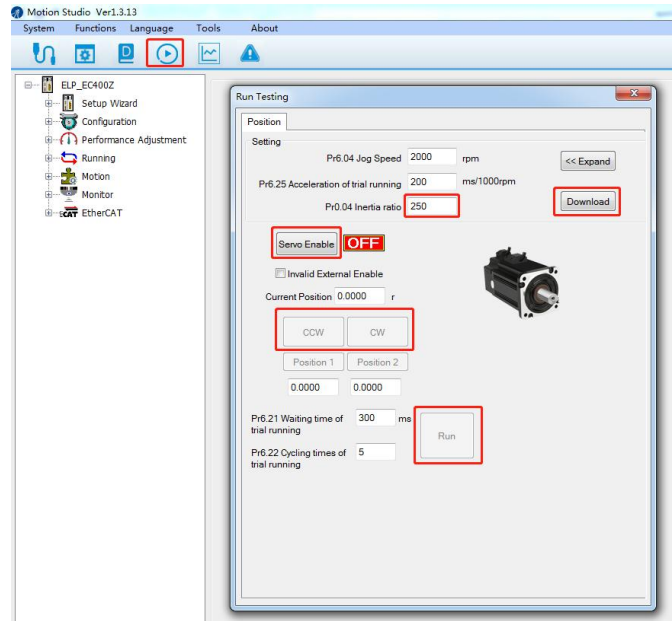 Motion Studio Ver1.3.13
System Functions Language Tools About
D
ELP_EC400Z
Setup Wizard
Configuration
Performance Adjustment
Running
Motion
Monitor
EtherCAT
Run Testing
Position
Setting
Pr6.04 Jog Speed 2000 rpm
<< Expand
Pr6.25 Acceleration of trial running 200 ms/1000rpm
Pr0.04 Inertia ratio 250
Download
Servo Enable OFF
Invalid External Enable
Current Position 0.0000 r
CCW CW
Position 1 Position 2
0.0000 0.0000
Pr6.21 Waiting time of trial running 300 ms
Run
Pr6.22 Cycling times of trial running 5